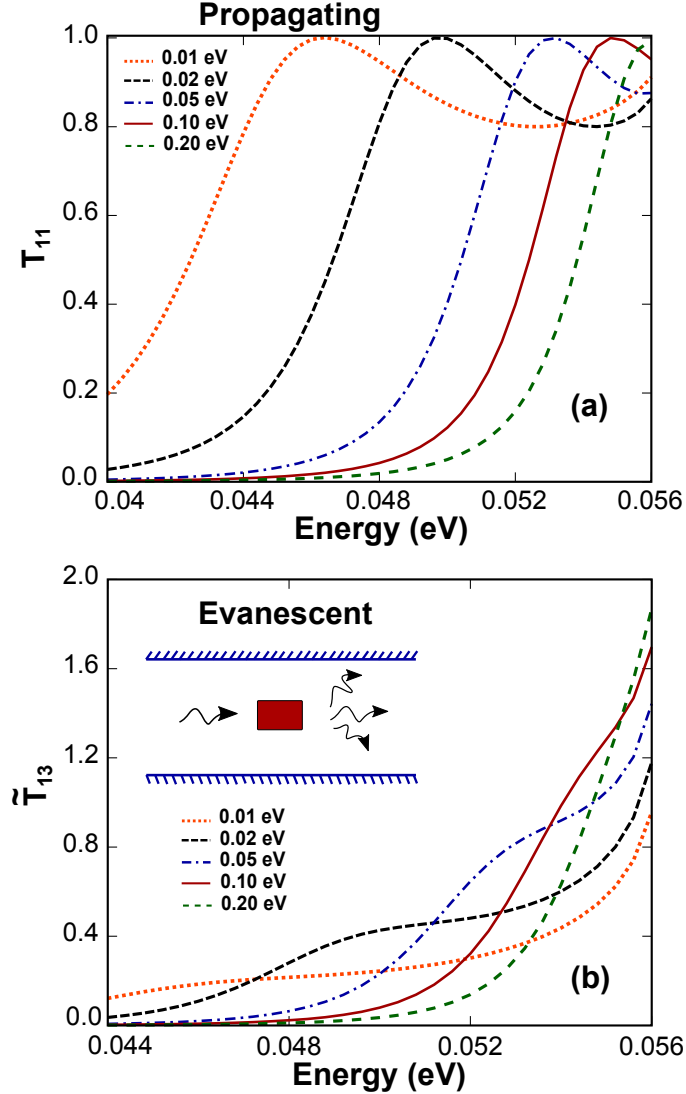 Propagating
1.0
0.8
0.6
0.4
0.2
0.0
T₁₁
0.01 eV
0.02 eV
0.05 eV
0.10 eV
0.20 eV
(a)
0.04 0.044 0.048 0.052 0.056
Energy (eV)
2.0
1.6
1.2
0.8
0.4
0.0
T̃₁₃
Evanescent
0.01 eV
0.02 eV
0.05 eV
0.10 eV
0.20 eV
(b)
0.044 0.048 0.052 0.056
Energy (eV)